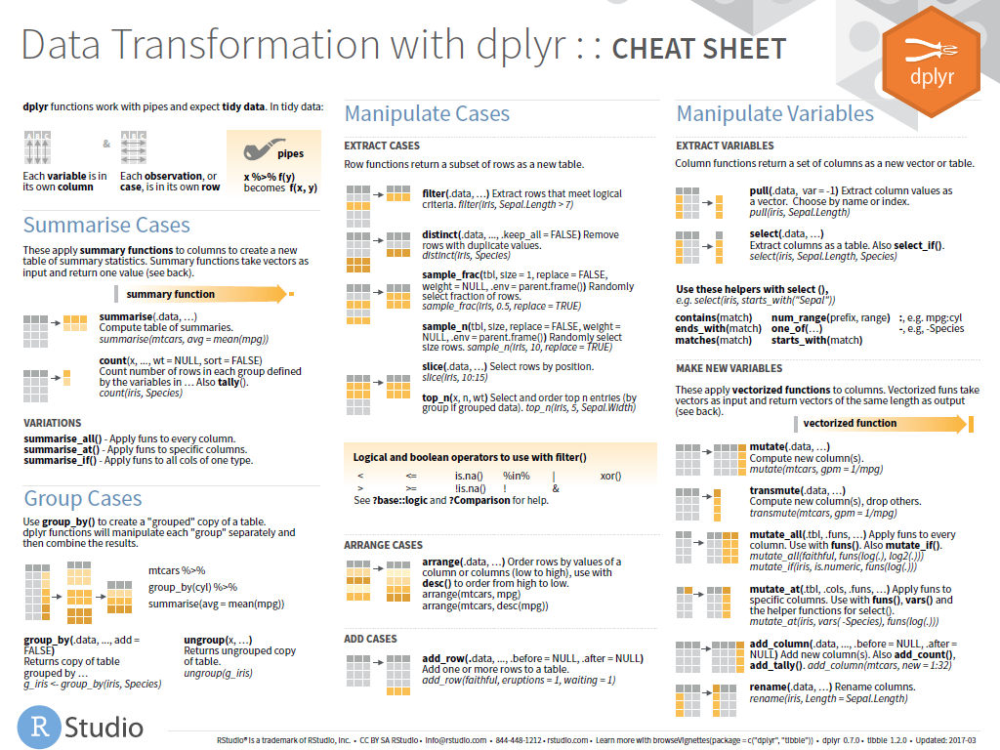 Data Transformation with dplyr : : CHEAT SHEET
dplyr
dplyr functions work with pipes and expect tidy data. In tidy data:
A B C
&
A B C
pipes
Each variable is in
its own column
Each observation, or
case, is in its own row
x %>% f(y)
becomes f(x, y)
Summarise Cases
These apply summary functions to columns to create a new
table of summary statistics. Summary functions take vectors as
input and return one value (see back).
summary function
summarise(.data, …)
Compute table of summaries.
summarise(mtcars, avg = mean(mpg))
count(x, ..., wt = NULL, sort = FALSE)
Count number of rows in each group defined
by the variables in … Also tally().
count(iris, Species)
VARIATIONS
summarise_all() - Apply funs to every column.
summarise_at() - Apply funs to specific columns.
summarise_if() - Apply funs to all cols of one type.
Group Cases
Use group_by() to create a "grouped" copy of a table.
dplyr functions will manipulate each "group" separately and
then combine the results.
mtcars %>%
group_by(cyl) %>%
summarise(avg = mean(mpg))
group_by(.data, ..., add =
FALSE)
Returns copy of table
grouped by …
g_iris <- group_by(iris, Species)
ungroup(x, …)
Returns ungrouped copy
of table.
ungroup(g_iris)
Manipulate Cases
EXTRACT CASES
Row functions return a subset of rows as a new table.
filter(.data, …) Extract rows that meet logical
criteria. filter(iris, Sepal.Length > 7)
distinct(.data, ..., .keep_all = FALSE) Remove
rows with duplicate values.
distinct(iris, Species)
sample_frac(tbl, size = 1, replace = FALSE,
weight = NULL, .env = parent.frame()) Randomly
select fraction of rows.
sample_frac(iris, 0.5, replace = TRUE)
sample_n(tbl, size, replace = FALSE, weight =
NULL, .env = parent.frame()) Randomly select
size rows. sample_n(iris, 10, replace = TRUE)
slice(.data, …) Select rows by position.
slice(iris, 10:15)
top_n(x, n, wt) Select and order top n entries (by
group if grouped data). top_n(iris, 5, Sepal.Width)
Logical and boolean operators to use with filter()
< <= is.na() %in% | xor()
> >= !is.na() ! &
See ?base::logic and ?Comparison for help.
ARRANGE CASES
arrange(.data, …) Order rows by values of a
column or columns (low to high), use with
desc() to order from high to low.
arrange(mtcars, mpg)
arrange(mtcars, desc(mpg))
ADD CASES
add_row(.data, ..., .before = NULL, .after = NULL)
Add one or more rows to a table.
add_row(faithful, eruptions = 1, waiting = 1)
Manipulate Variables
EXTRACT VARIABLES
Column functions return a set of columns as a new vector or table.
pull(.data, var = -1) Extract column values as
a vector. Choose by name or index.
pull(iris, Sepal.Length)
select(.data, …)
Extract columns as a table. Also select_if().
select(iris, Sepal.Length, Species)
Use these helpers with select (),
e.g. select(iris, starts_with("Sepal"))
contains(match) num_range(prefix, range) :, e.g. mpg:cyl
ends_with(match) one_of(…) -, e.g, -Species
matches(match) starts_with(match)
MAKE NEW VARIABLES
These apply vectorized functions to columns. Vectorized funs take
vectors as input and return vectors of the same length as output
(see back).
vectorized function
mutate(.data, …)
Compute new column(s).
mutate(mtcars, gpm = 1/mpg)
transmute(.data, …)
Compute new column(s), drop others.
transmute(mtcars, gpm = 1/mpg)
mutate_all(.tbl, .funs, …) Apply funs to every
column. Use with funs(). Also mutate_if().
mutate_all(faithful, funs(log(.), log2(.)))
mutate_if(iris, is.numeric, funs(log(.)))
mutate_at(.tbl, .cols, .funs, …) Apply funs to
specific columns. Use with funs(), vars() and
the helper functions for select().
mutate_at(iris, vars( -Species), funs(log(.)))
add_column(.data, ..., .before = NULL, .after =
NULL) Add new column(s). Also add_count(),
add_tally(). add_column(mtcars, new = 1:32)
rename(.data, …) Rename columns.
rename(iris, Length = Sepal.Length)
R Studio
RStudio® is a trademark of RStudio, Inc. • CC BY SA RStudio • info@rstudio.com • 844-448-1212 • rstudio.com • Learn more with browseVignettes(package = c("dplyr", "tibble")) • dplyr 0.7.0 • tibble 1.2.0 • Updated: 2017-03